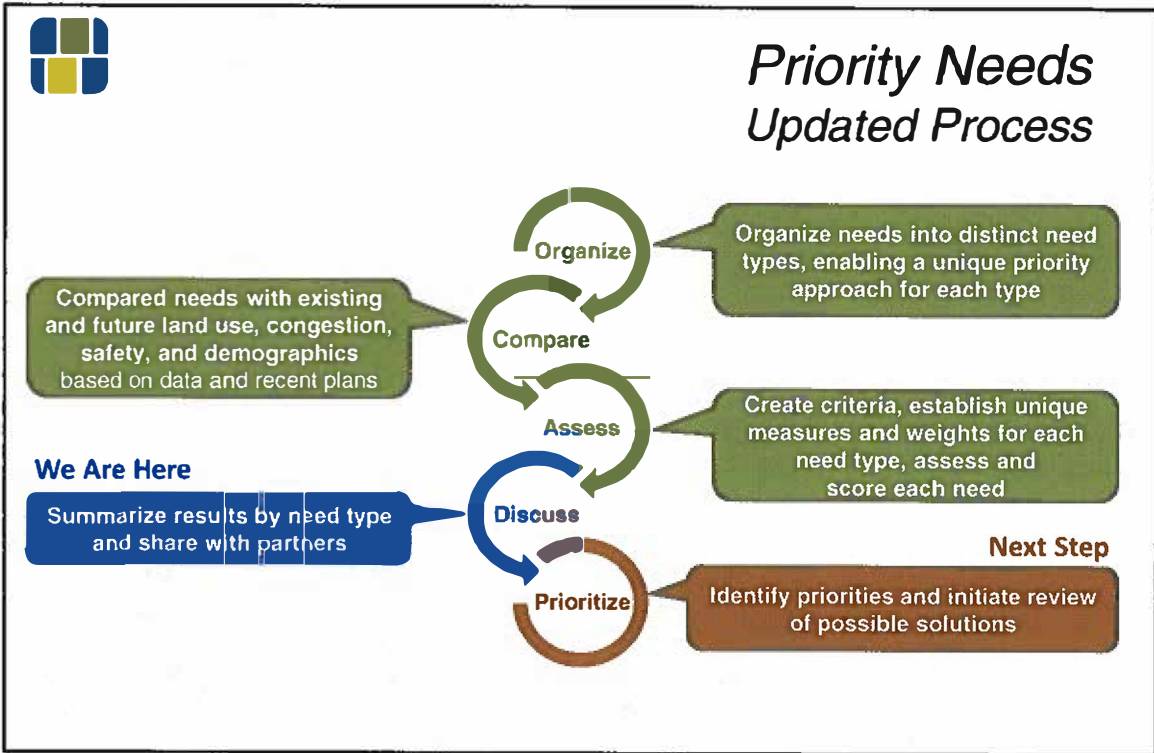 Priority Needs
Updated Process
Organize
Organize needs into distinct need
types, enabling a unique priority
approach for each type
Compared needs with existing
and future land use, congestion,
safety, and demographics
based on data and recent plans
Compare
Assess
Create criteria, establish unique
measures and weights for each
need type, assess and
score each need
We Are Here
Summarize results by need type
and share with partners
Discuss
Next Step
Prioritize
Identify priorities and initiate review
of possible solutions